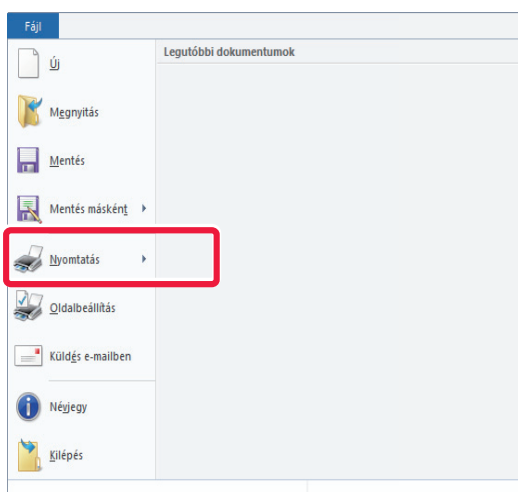 Fájl
Legutóbbi dokumentumok
Új
Megnyitás
Mentés
Mentés másként
Nyomtatás
Oldalbeállítás
Küldés e-mailben
Névjegy
Kilépés